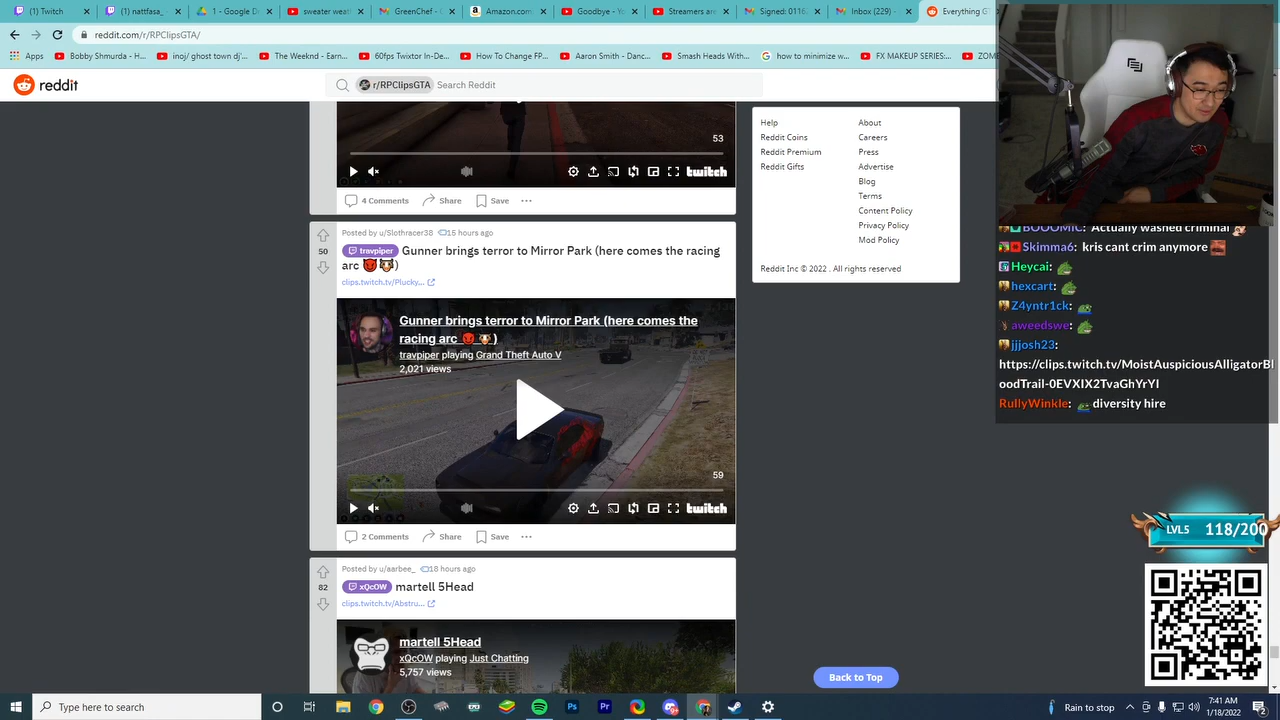 (1) Twitch
(1) nattfasa_
1 - Google D
sweater weat
GreenChef -
Amazon.com
Goodbye - Yo
Streamers are
Signed: 0116
Inbox (229) -
Everything GT
reddit.com/r/RPClipsGTA/
Apps
Bobby Shmurda - H...
inoj/ ghost town dj'...
The Weeknd - Earn...
60fps Twixtor In-De...
How To Change FP...
Aaron Smith - Danc...
Smash Heads With...
how to minimize w...
FX MAKEUP SERIES:...
ZOM
reddit
r/RPClipsGTA
Search Reddit
53
twitch
4 Comments
Share
Save
Help
Reddit Coins
Reddit Premium
Reddit Gifts
About
Careers
Press
Advertise
Blog
Terms
Content Policy
Privacy Policy
Mod Policy
Reddit Inc © 2022 . All rights reserved
50
Posted by u/Slothracer38 15 hours ago
travpiper Gunner brings terror to Mirror Park (here comes the racing
arc 👿🐮)
clips.twitch.tv/Plucky...
Gunner brings terror to Mirror Park (here comes the
racing arc 👿🐮)
travpiper playing Grand Theft Auto V
2,021 views
59
twitch
2 Comments
Share
Save
82
Posted by u/aarbee_ 18 hours ago
xQcOW martell 5Head
clips.twitch.tv/Abstru...
martell 5Head
xQcOW playing Just Chatting
5,757 views
Back to Top
BOOOMIC: Actually washed criminal
Skimma6: kris cant crim anymore
Heycai:
hexcart:
Z4yntr1ck:
aweedswe:
jjjosh23:
https://clips.twitch.tv/MoistAuspiciousAlligatorBl
oodTrail-0EVXIX2TvaGhYrYI
RullyWinkle: diversity hire
LVL5 118/200
Type here to search
Rain to stop
7:41 AM
1/18/2022
2